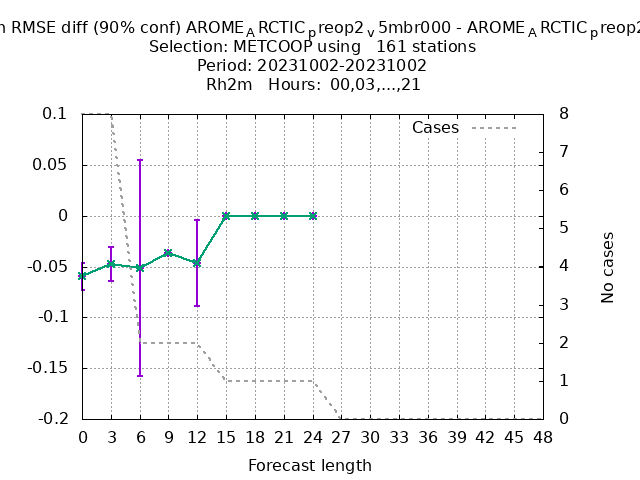 n RMSE diff (90% conf) AROME_ARCTIC_preop2_v5mbr000 - AROME_ARCTIC_preop2
Selection: METCOOP using 161 stations
Period: 20231002-20231002
Rh2m Hours: 00,03,...,21
0.1
0.05
0
-0.05
-0.1
-0.15
-0.2
Cases
8
7
6
5
4
3
2
1
0
No cases
0 3 6 9 12 15 18 21 24 27 30 33 36 39 42 45 48
Forecast length